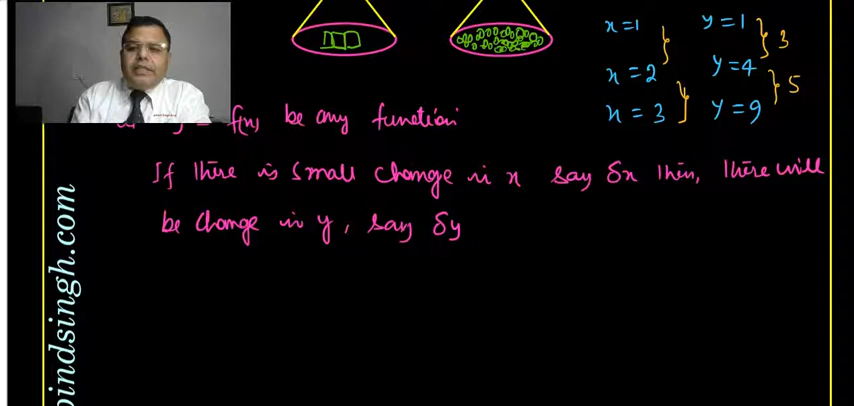 x=1 y=1
3
x=2 y=4
5
x=3 y=9
y = f(x) be any function
If there is small change in x say δx then, there will
be change in y, say δy
oindsingh.com